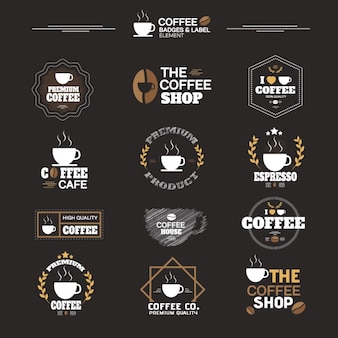 COFFEE
BADGES & LABEL
ELEMENT
PREMIUM
COFFEE
THE
COFFEE
SHOP
I
COFFEE
PREMIUM QUALITY
COFFEE
CAFE
PREMIUM
PRODUCT
ESPRESSO
HIGH QUALITY
COFFEE
COFFEE
HOUSE
I
COFFEE
PREMIUM
COFFEE
COFFEE CO.
PREMIUM QUALITY
THE
COFFEE
SHOP